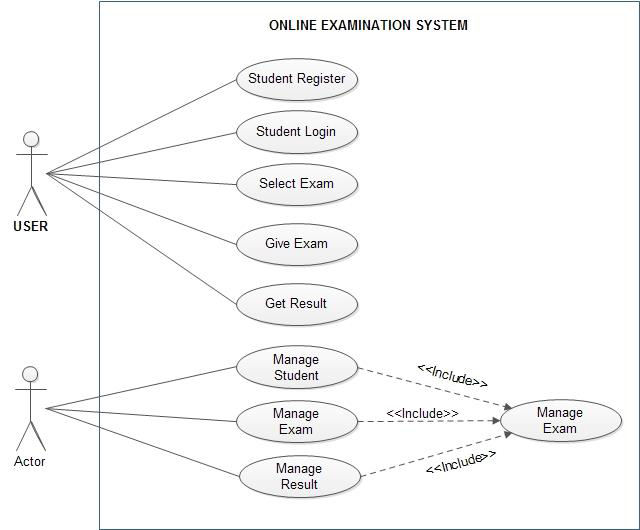 ONLINE EXAMINATION SYSTEM
Student Register
Student Login
Select Exam
USER
Give Exam
Get Result
Manage
Student
<<Include>>
Manage
Exam
<<Include>>
Manage
Exam
Actor
Manage
Result
<<Include>>